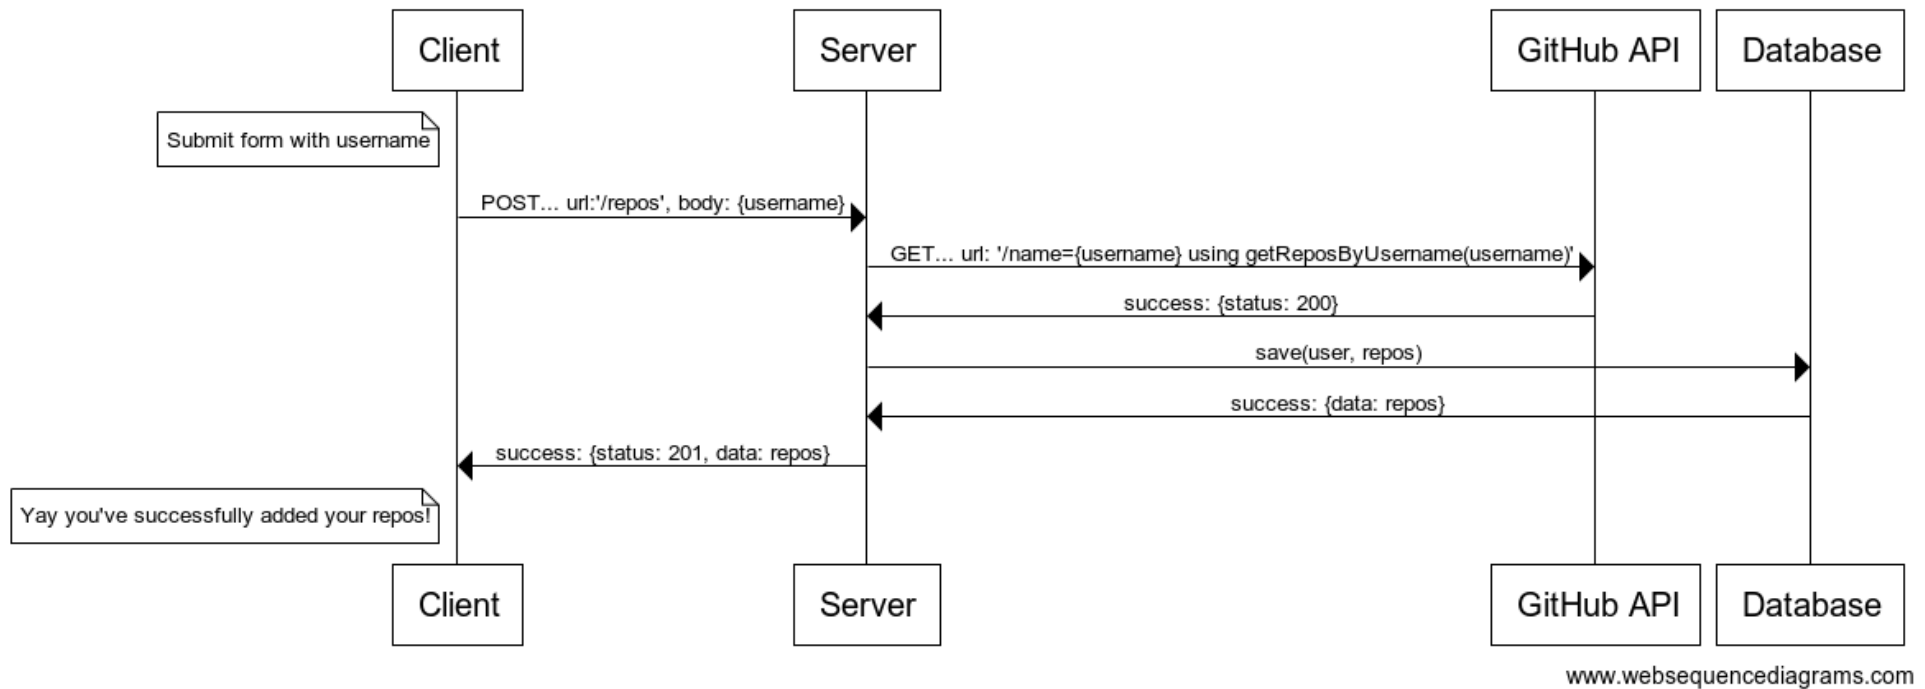 Client
Server
GitHub API
Database
Submit form with username
POST... url:'/repos', body: {username}
GET... url: '/name={username} using getReposByUsername(username)'
success: {status: 200}
save(user, repos)
success: {data: repos}
success: {status: 201, data: repos}
Yay you've successfully added your repos!
Client
Server
GitHub API
Database
www.websequencediagrams.com